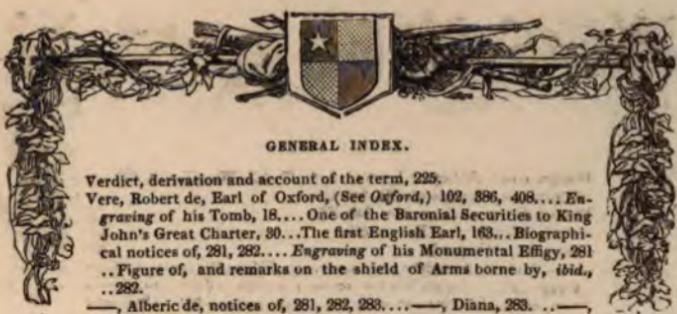 GENERAL INDEX.
Verdict, derivation and account of the term, 225.
Vere, Robert de, Earl of Oxford, (See Oxford,) 102, 386, 408.... En-
graving of his Tomb, 18.... One of the Baronial Securities to King
John's Great Charter, 30...The first English Earl, 163... Biographi-
cal notices of, 281, 282.... Engraving of his Monumental Effigy, 281
..Figure of, and remarks on the shield of Arms borne by, ibid.,
..282.
——, Alberic de, notices of, 281, 282, 283....——, Diana, 283. ..——,